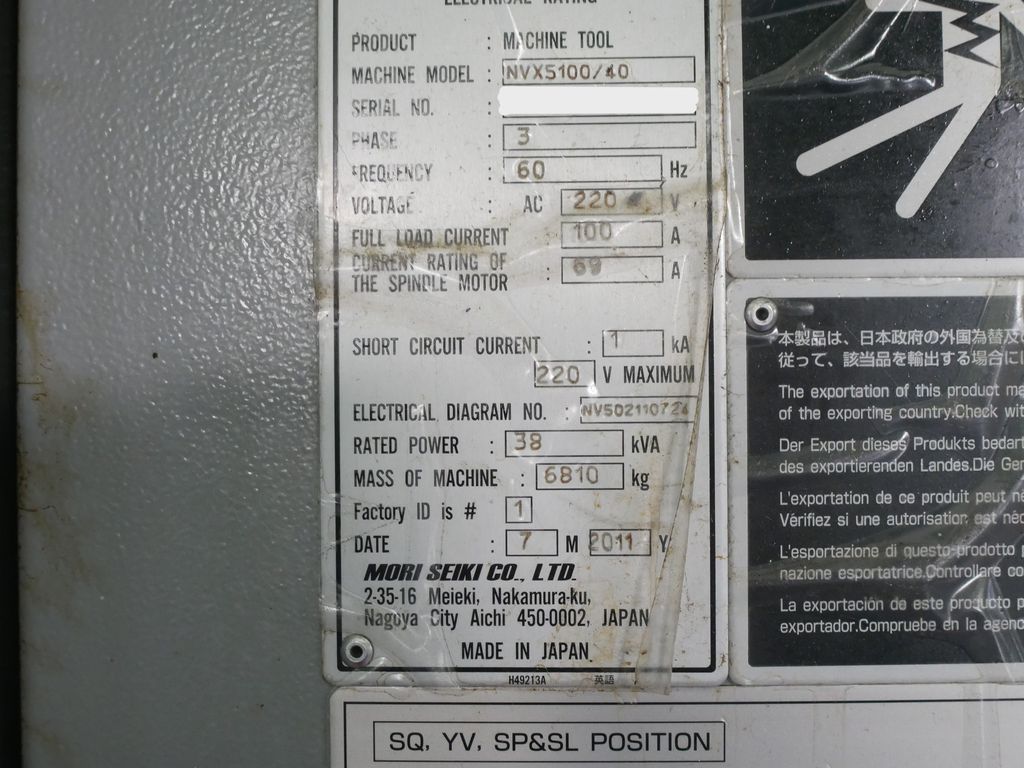 ELECTRICAL RATING
PRODUCT : MACHINE TOOL
MACHINE MODEL : NVX5100/40
SERIAL NO. :
PHASE : 3
FREQUENCY : 60 Hz
VOLTAGE : AC 220 V
FULL LOAD CURRENT 100 A
CURRENT RATING OF
THE SPINDLE MOTOR 69 A
SHORT CIRCUIT CURRENT : 1 kA
220 V MAXIMUM
ELECTRICAL DIAGRAM NO. :
RATED POWER : 38 kVA
MASS OF MACHINE : 6810 kg
Factory ID is # 1
DATE : 7 M 2011 Y
MORI SEIKI CO., LTD.
2-35-16 Meieki, Nakamura-ku,
Nagoya City Aichi 450-0002, JAPAN
MADE IN JAPAN
H49213A 英語
本製品は、日本政府の外国為替及
従って、該当品を輸出する場合に
The exportation of this product
of the exporting country.Check
Der Export dieses Produkts
des exportierenden Landes.Die
L'exportation de ce produit peut
Vérifiez si une autorisation est
L'esportazione di questo prodotto
nazione esportatrice.Controllare
La exportación de este producto
exportador.Compruebe en la
SQ, YV, SP&SL POSITION